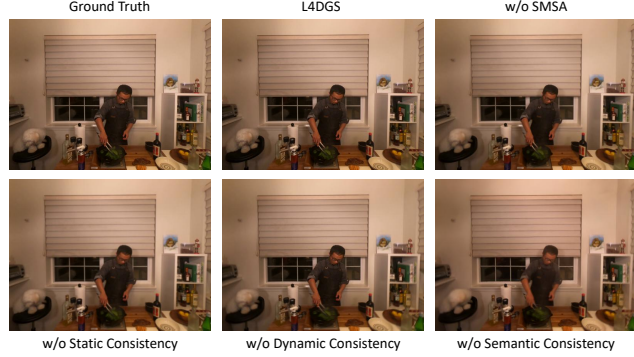 Ground Truth
L4DGS
w/o SMSA
w/o Static Consistency
w/o Dynamic Consistency
w/o Semantic Consistency